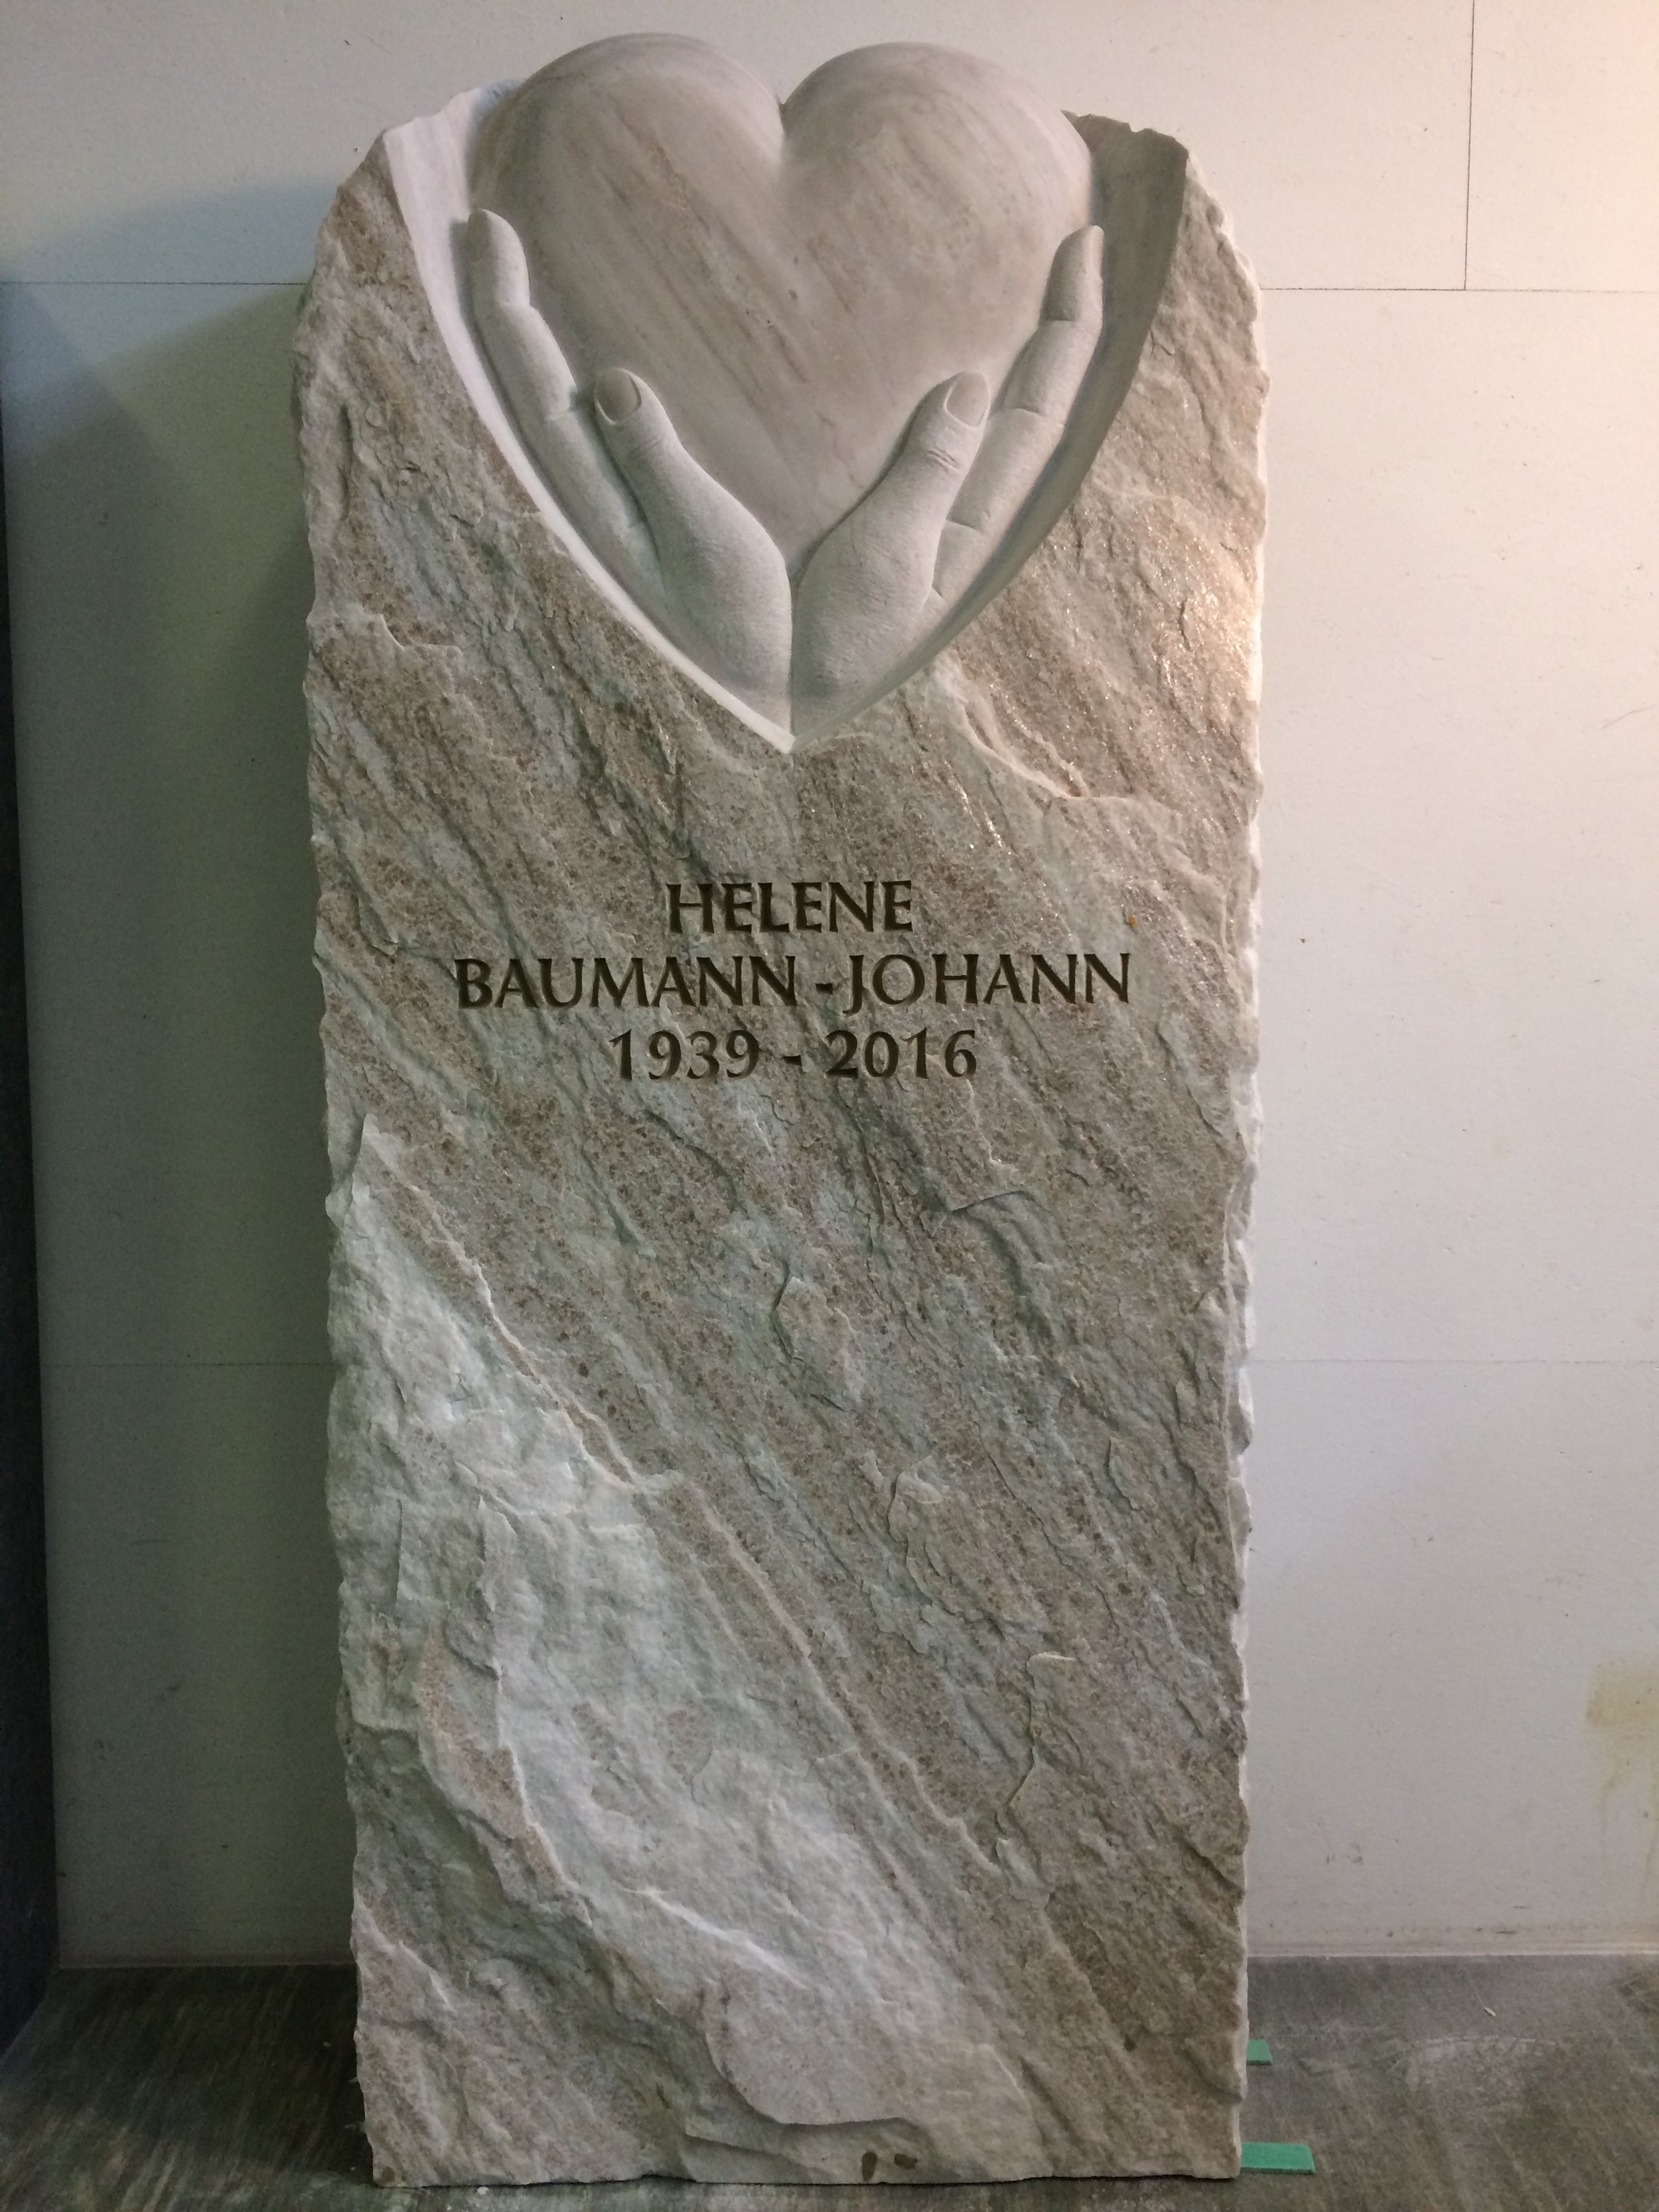 HELENE
BAUMANN-JOHANN
1939 - 2016